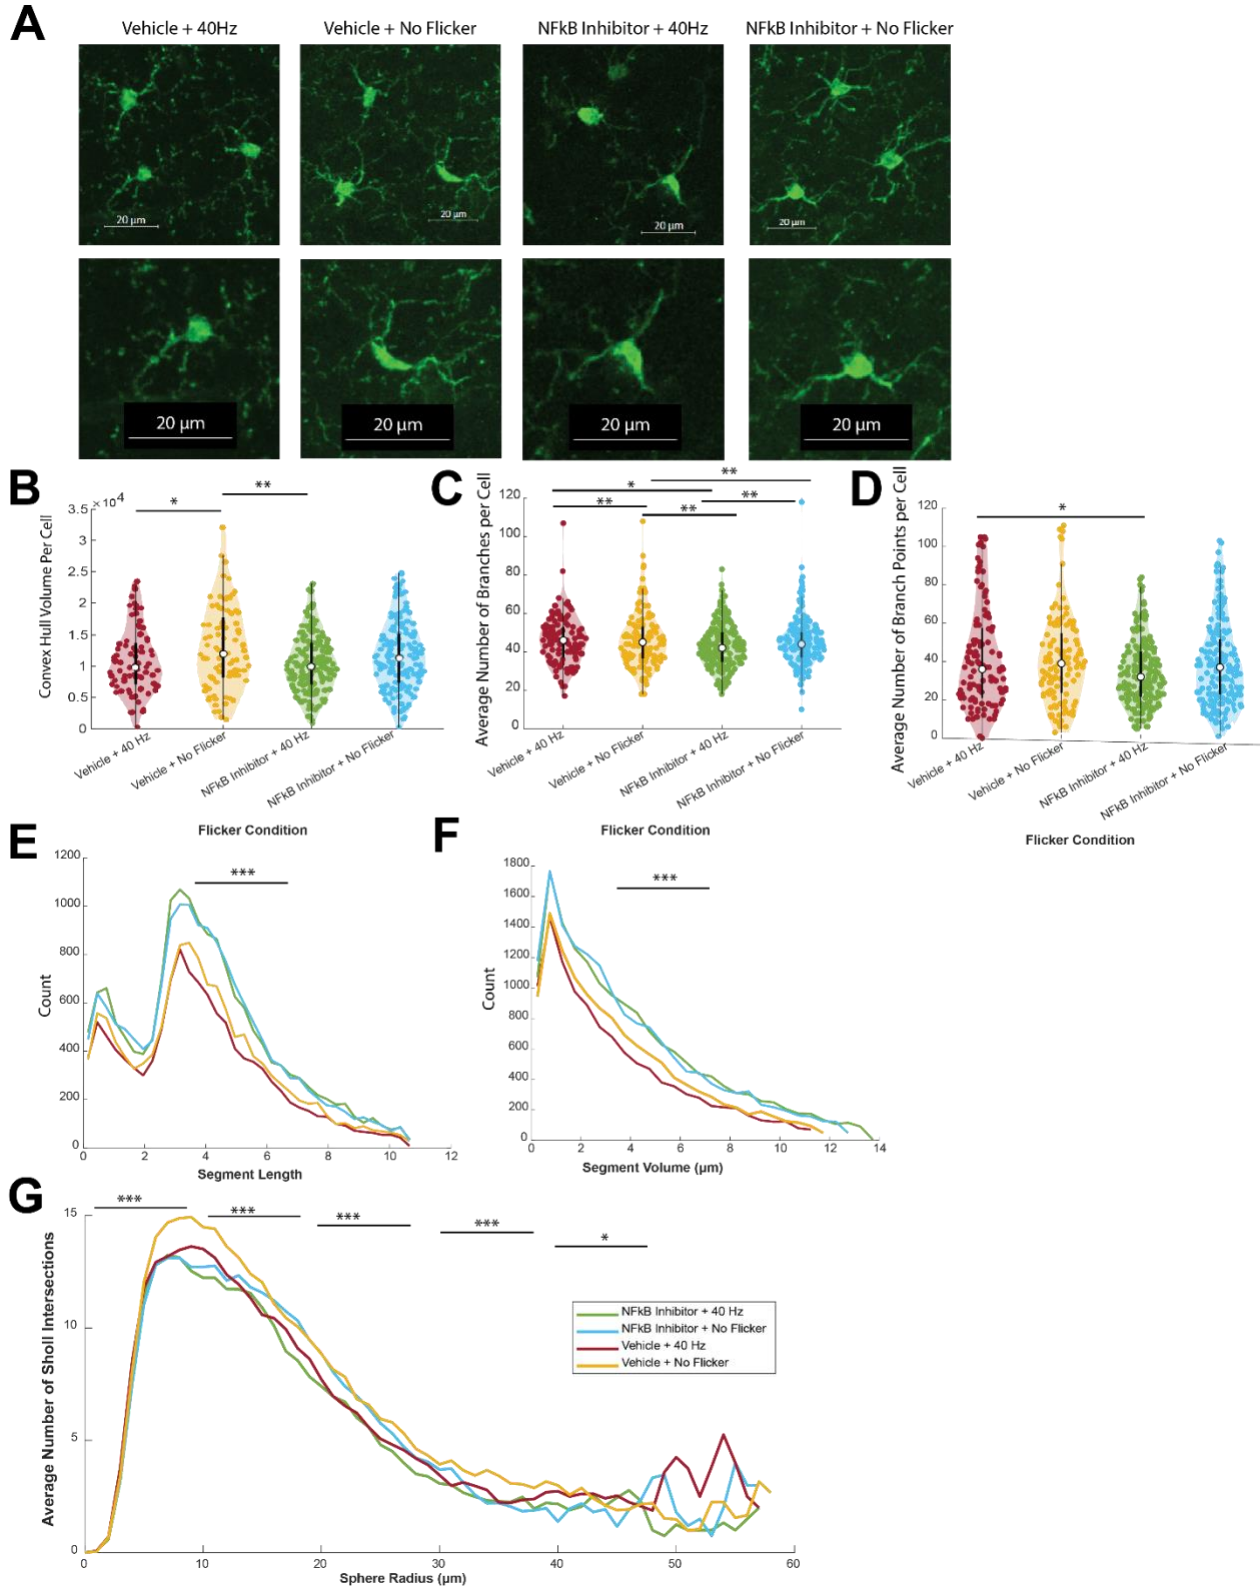 A
Vehicle + 40Hz
Vehicle + No Flicker
NFkB Inhibitor + 40Hz
NFkB Inhibitor + No Flicker
20 µm
20 µm
20 µm
20 µm
20 µm
20 µm
20 µm
20 µm
B
Convex Hull Volume Per Cell
×10⁴
3.5
3
2.5
2
1.5
1
0.5
0
*
**
Vehicle + 40 Hz
Vehicle + No Flicker
NFkB Inhibitor + 40 Hz
NFkB Inhibitor + No Flicker
Flicker Condition
C
Average Number of Branches per Cell
120
100
80
60
40
20
0
**
*
**
**
**
Vehicle + 40 Hz
Vehicle + No Flicker
NFkB Inhibitor + 40 Hz
NFkB Inhibitor + No Flicker
Flicker Condition
D
Average Number of Branch Points per Cell
120
100
80
60
40
20
0
*
Vehicle + 40 Hz
Vehicle + No Flicker
NFkB Inhibitor + 40 Hz
NFkB Inhibitor + No Flicker
Flicker Condition
E
Count
1200
1000
800
600
400
200
0
***
0 2 4 6 8 10 12
Segment Length
F
Count
1800
1600
1400
1200
1000
800
600
400
200
0
***
0 2 4 6 8 10 12 14
Segment Volume (µm)
G
Average Number of Sholl Intersections
15
10
5
0
***
***
***
***
*
NFkB Inhibitor + 40 Hz
NFkB Inhibitor + No Flicker
Vehicle + 40 Hz
Vehicle + No Flicker
0 10 20 30 40 50 60
Sphere Radius (µm)